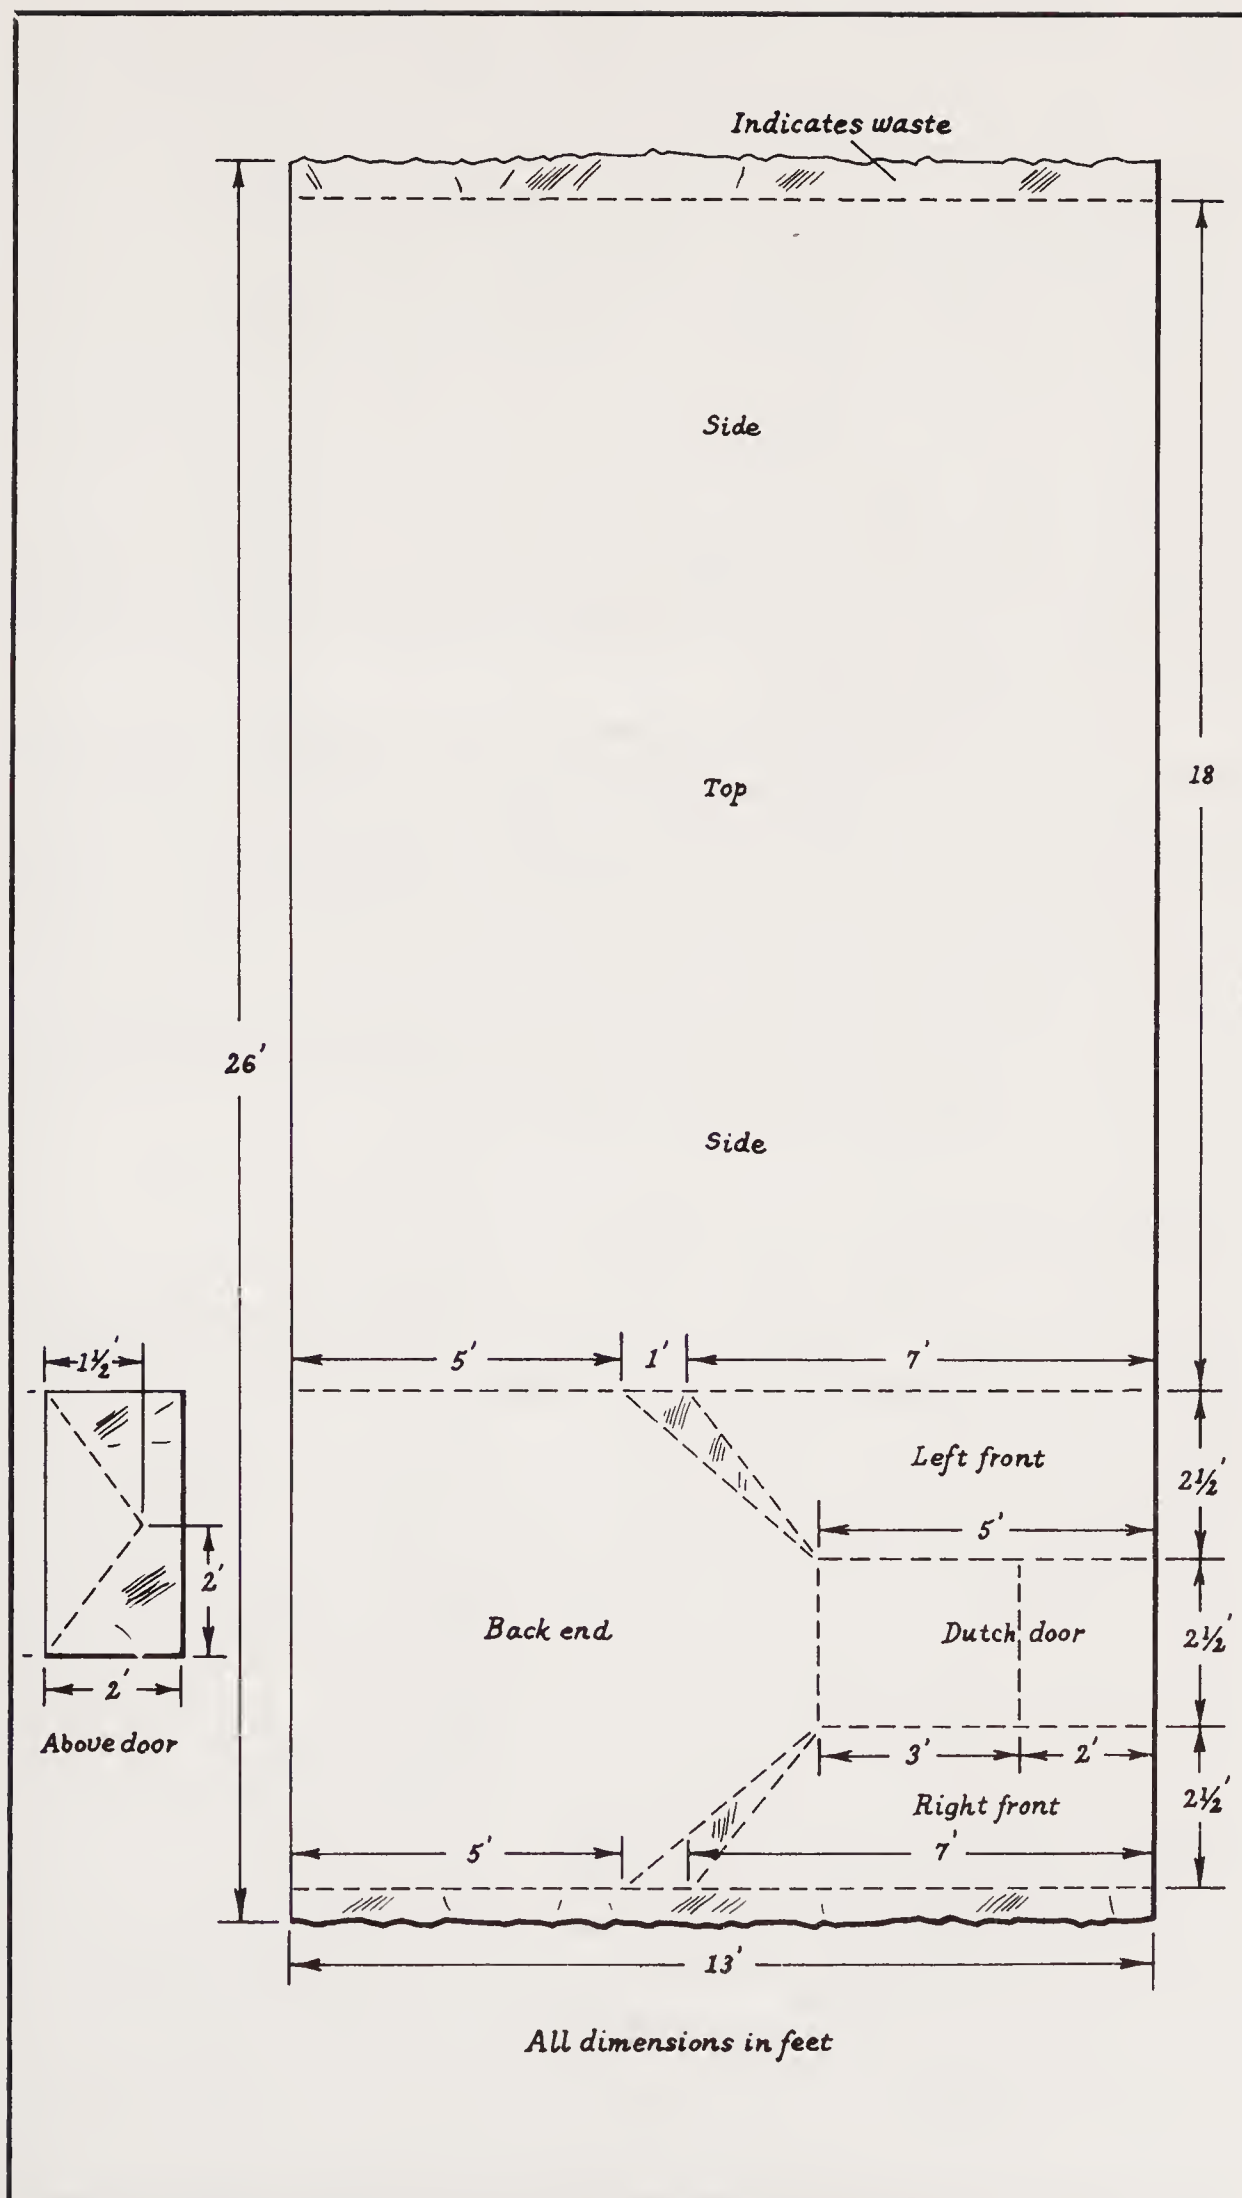 Indicates waste
Side
Top
18
26'
Side
5'
1'
7'
1½'
Left front
2½'
5'
2'
Back end
Dutch door
2½'
2'
Above door
3'
2'
Right front
2½'
5'
7'
13'
All dimensions in feet